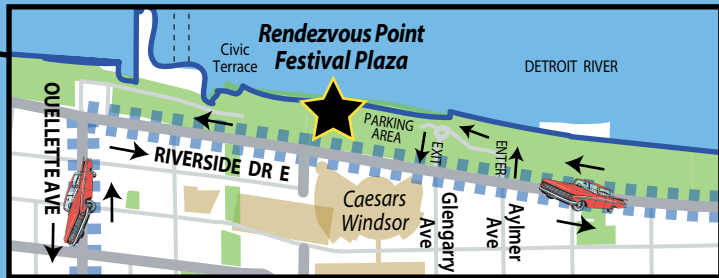 Rendezvous Point
Festival Plaza
Civic
Terrace
DETROIT RIVER
OUELLETTE AVE
PARKING
AREA
EXIT
ENTER
RIVERSIDE DR E
Caesars
Windsor
Glengarry
Ave
Aylmer
Ave